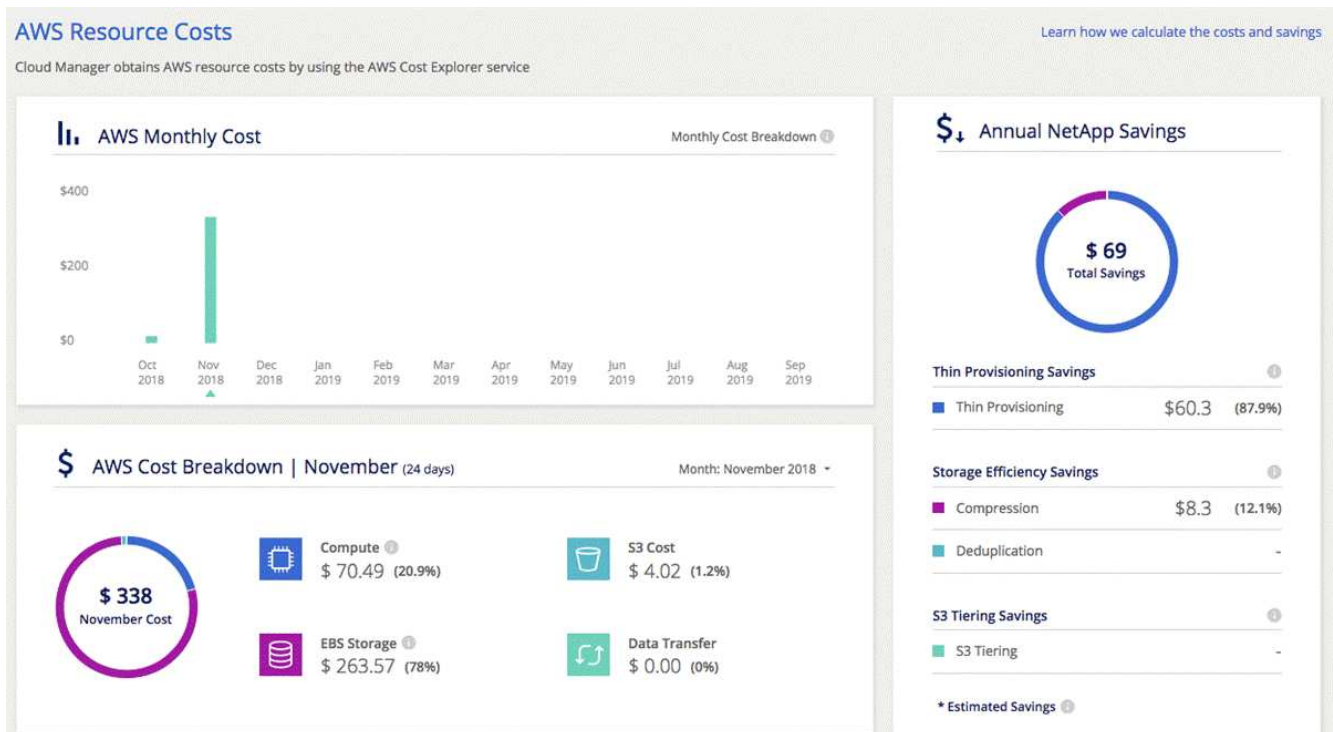 AWS Resource Costs
Learn how we calculate the costs and savings
Cloud Manager obtains AWS resource costs by using the AWS Cost Explorer service
AWS Monthly Cost
Monthly Cost Breakdown
$400
$200
$0
Oct 2018
Nov 2018
Dec 2018
Jan 2019
Feb 2019
Mar 2019
Apr 2019
May 2019
Jun 2019
Jul 2019
Aug 2019
Sep 2019
AWS Cost Breakdown | November (24 days)
Month: November 2018
$ 338
November Cost
Compute
$ 70.49 (20.9%)
S3 Cost
$ 4.02 (1.2%)
EBS Storage
$ 263.57 (78%)
Data Transfer
$ 0.00 (0%)
Annual NetApp Savings
$ 69
Total Savings
Thin Provisioning Savings
Thin Provisioning $60.3 (87.9%)
Storage Efficiency Savings
Compression $8.3 (12.1%)
Deduplication -
S3 Tiering Savings
S3 Tiering -
* Estimated Savings